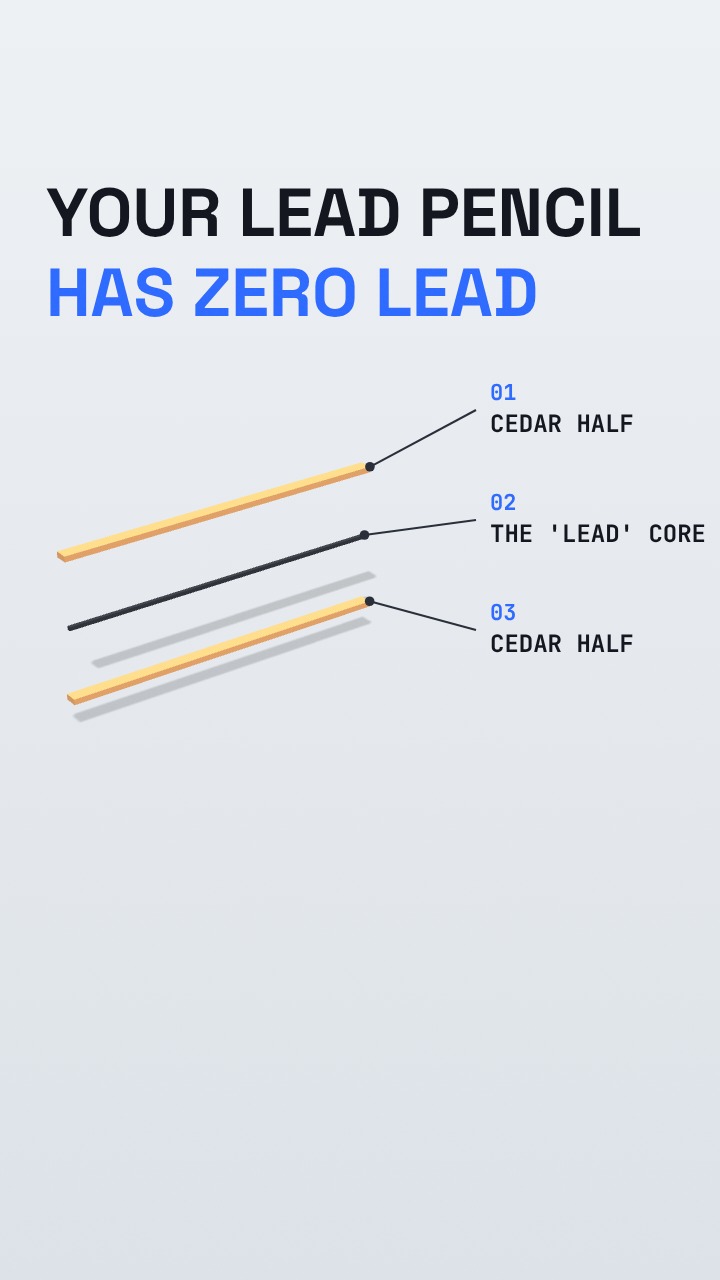 YOUR LEAD PENCIL
HAS ZERO LEAD
01
CEDAR HALF
02
THE 'LEAD' CORE
03
CEDAR HALF